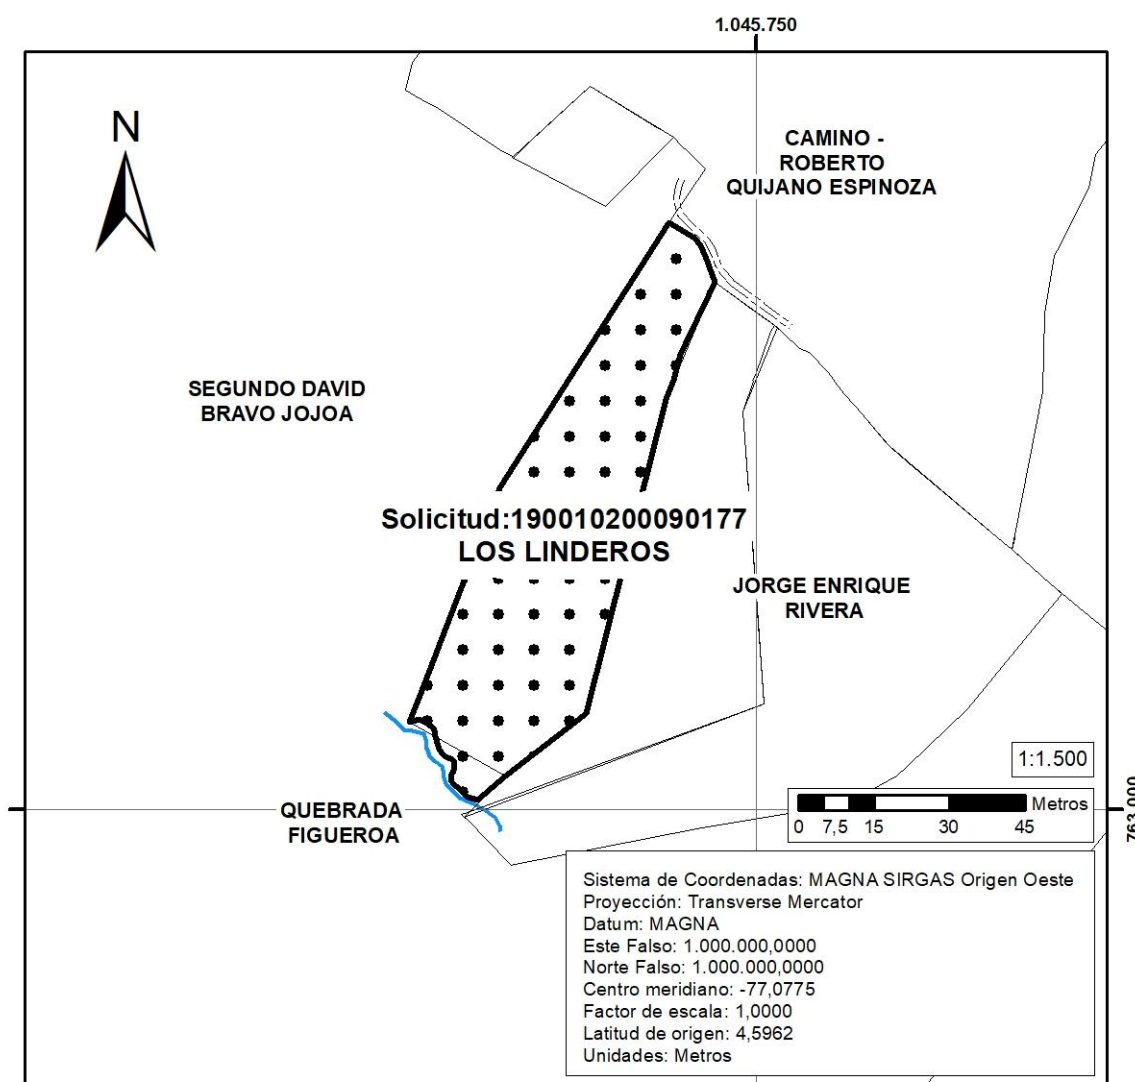 1.045.750
N
CAMINO -
ROBERTO
QUIJANO ESPINOZA
SEGUNDO DAVID
BRAVO JOJOA
Solicitud:190010200090177
LOS LINDEROS
JORGE ENRIQUE
RIVERA
1:1.500
QUEBRADA
FIGUEROA
Metros
0 7,5 15 30 45
763.000
Sistema de Coordenadas: MAGNA SIRGAS Origen Oeste
Proyección: Transverse Mercator
Datum: MAGNA
Este Falso: 1.000.000,0000
Norte Falso: 1.000.000,0000
Centro meridiano: -77,0775
Factor de escala: 1,0000
Latitud de origen: 4,5962
Unidades: Metros